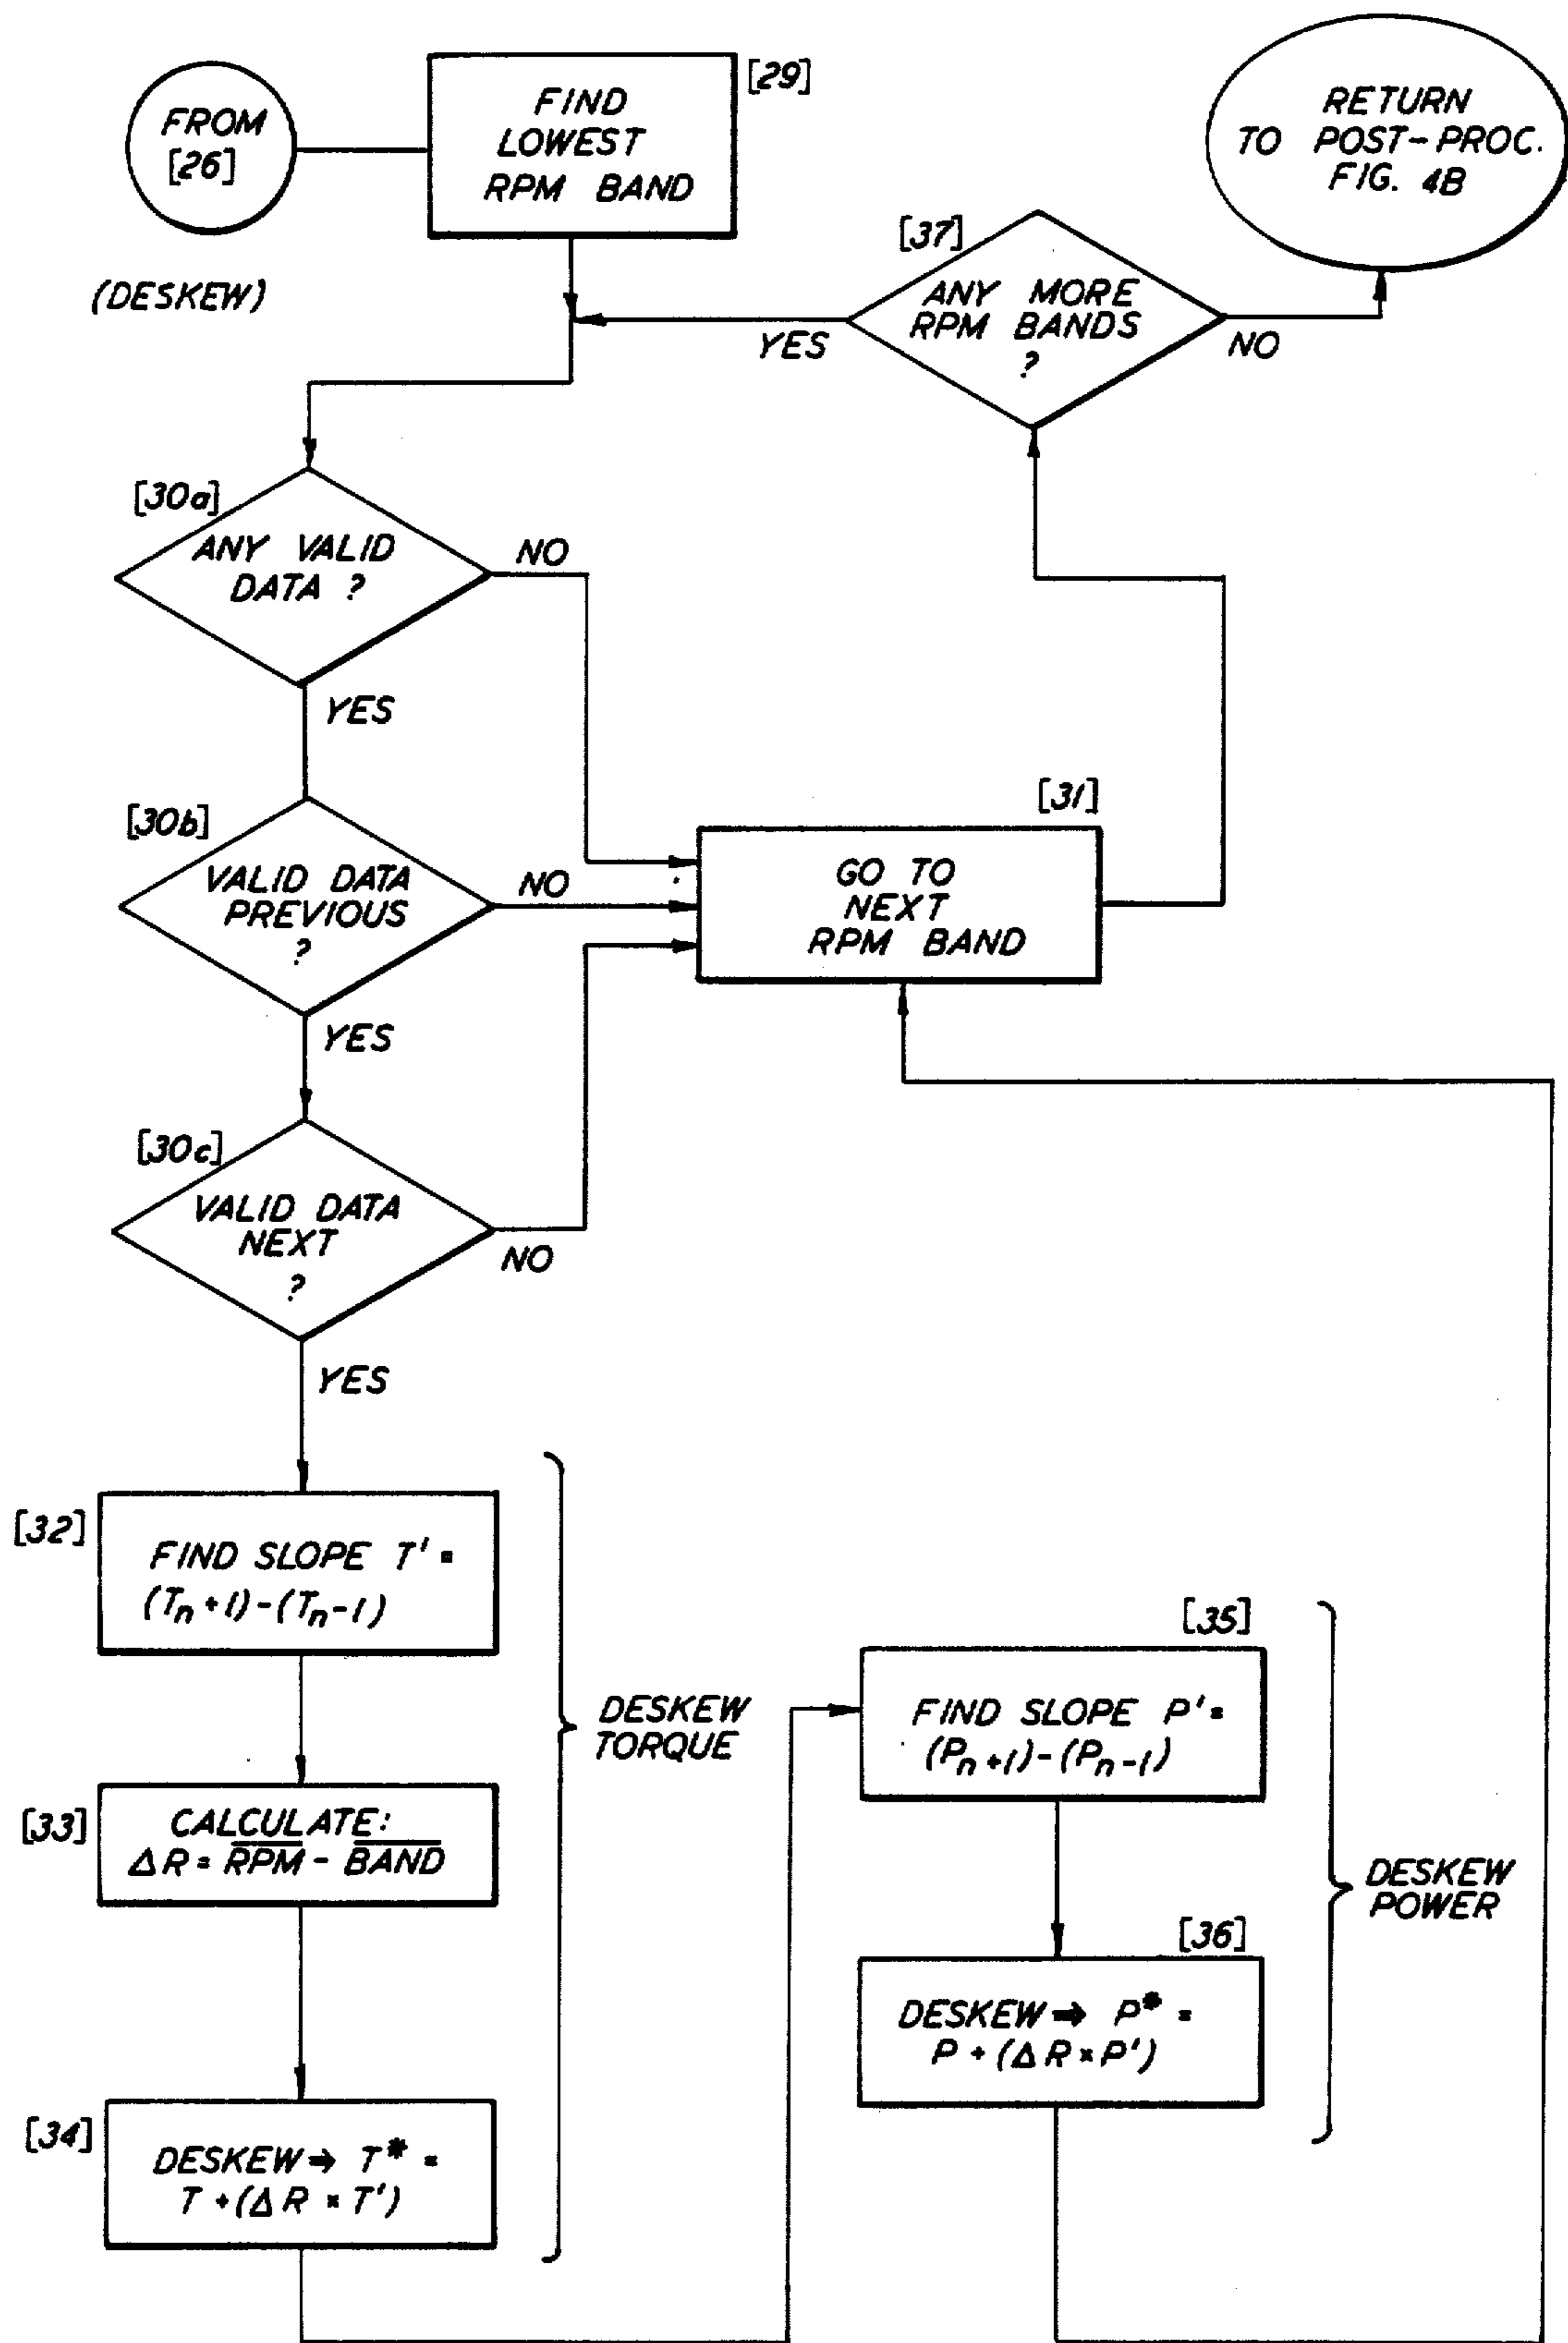 FROM
[26]
FIND
LOWEST
RPM BAND
[29]
RETURN
TO POST-PROC.
FIG. 4B
(DESKEW)
[37]
ANY MORE
RPM BANDS
?
YES
NO
[30a]
ANY VALID
DATA ?
NO
YES
[30b]
VALID DATA
PREVIOUS
?
NO
YES
[31]
GO TO
NEXT
RPM BAND
[30c]
VALID DATA
NEXT
?
NO
YES
[32]
FIND SLOPE T' =
(Tₙ+1)-(Tₙ-1)
[33]
CALCULATE:
ΔR = R̅P̅M̅ - B̅A̅N̅D̅
[34]
DESKEW ⇒ T* =
T + (ΔR × T')
DESKEW
TORQUE
[35]
FIND SLOPE P' =
(Pₙ+1)-(Pₙ-1)
[36]
DESKEW ⇒ P* =
P + (ΔR × P')
DESKEW
POWER